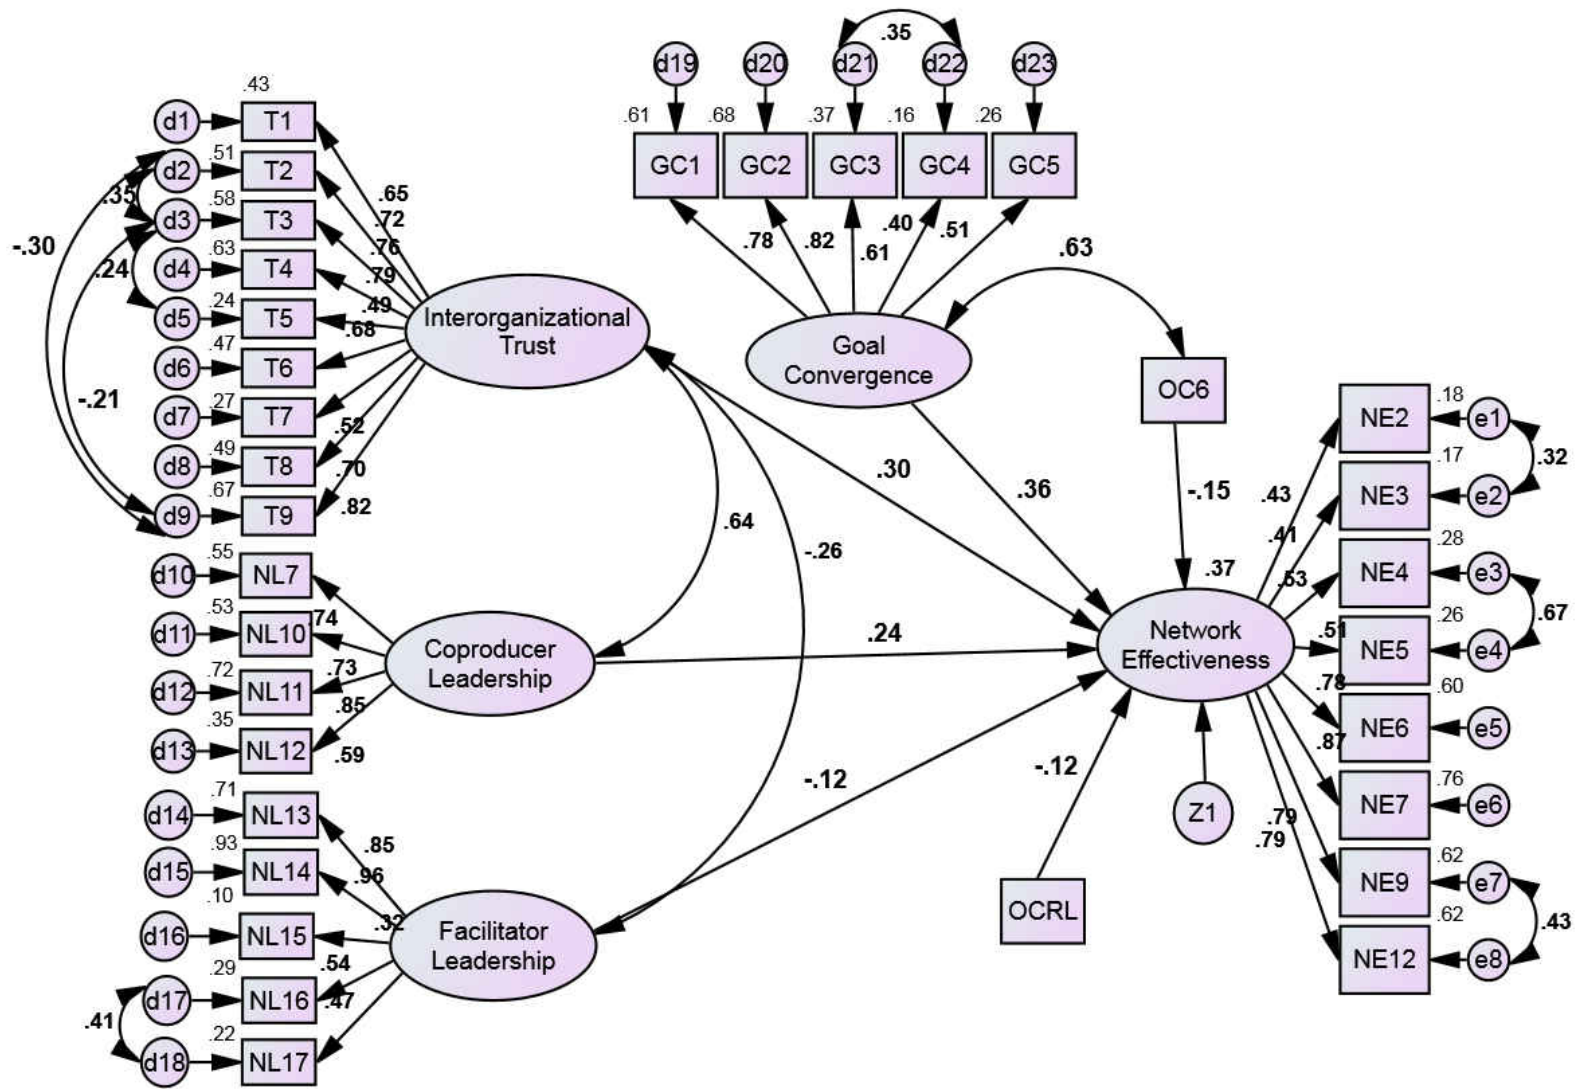 .35
d19
d20
d21
d22
d23
.61
.68
.37
.16
.26
GC1
GC2
GC3
GC4
GC5
.78
.82
.61
.40
.51
Goal
Convergence
.63
OC6
-.15
.43
d1
T1
.51
d2
T2
.58
d3
T3
.63
d4
T4
.24
d5
T5
.47
d6
T6
.27
d7
T7
.49
d8
T8
.67
d9
T9
.35
.24
-.30
-.21
.65
.72
.76
.79
.49
.68
.52
.70
.82
Interorganizational
Trust
.55
d10
NL7
.53
d11
NL10
.72
d12
NL11
.35
d13
NL12
.74
.73
.85
.59
Coproducer
Leadership
.71
d14
NL13
.93
d15
NL14
.10
d16
NL15
.29
d17
NL16
.22
d18
NL17
.41
.85
.96
.32
.54
.47
Facilitator
Leadership
.64
-.26
.30
.36
.24
-.12
-.12
OCRL
Z1
.37
Network
Effectiveness
.43
.41
.53
.51
.78
.87
.79
.79
NE2
.18
e1
NE3
.17
e2
.32
NE4
.28
e3
NE5
.26
e4
.67
NE6
.60
e5
NE7
.76
e6
NE9
.62
e7
NE12
.62
e8
.43